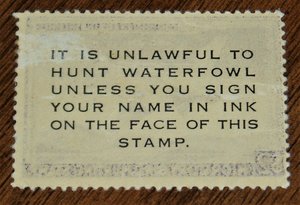 IT IS UNLAWFUL TO
HUNT WATERFOWL
UNLESS YOU SIGN
YOUR NAME IN INK
ON THE FACE OF THIS
STAMP.